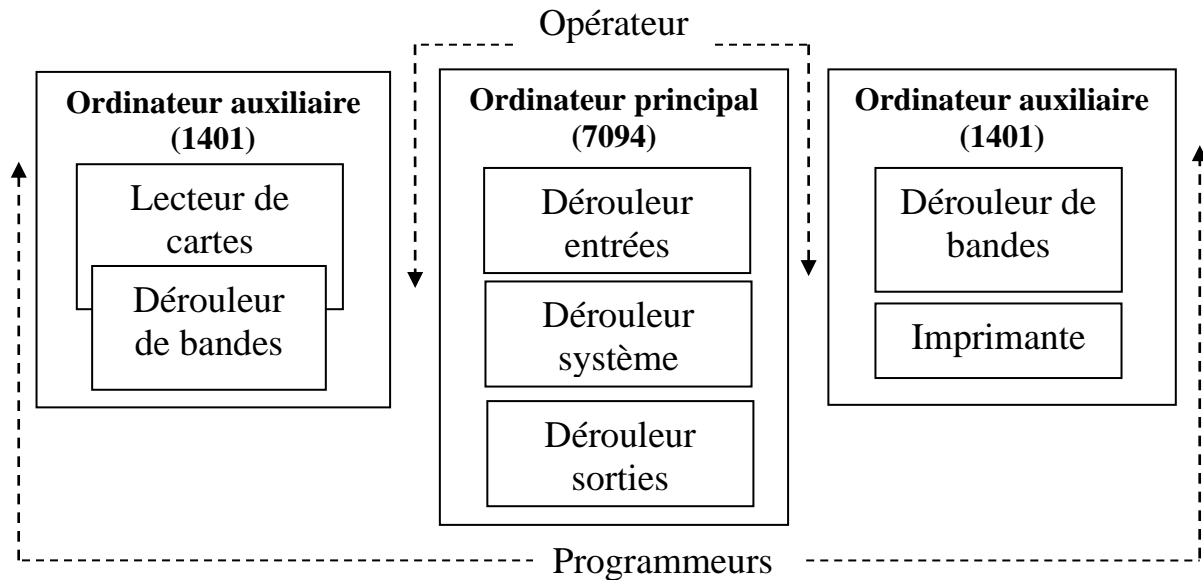 Opérateur
Ordinateur auxiliaire
(1401)
Lecteur de
cartes
Dérouleur
de bandes
Ordinateur principal
(7094)
Dérouleur
entrées
Dérouleur
système
Dérouleur
sorties
Ordinateur auxiliaire
(1401)
Dérouleur de
bandes
Imprimante
Programmeurs